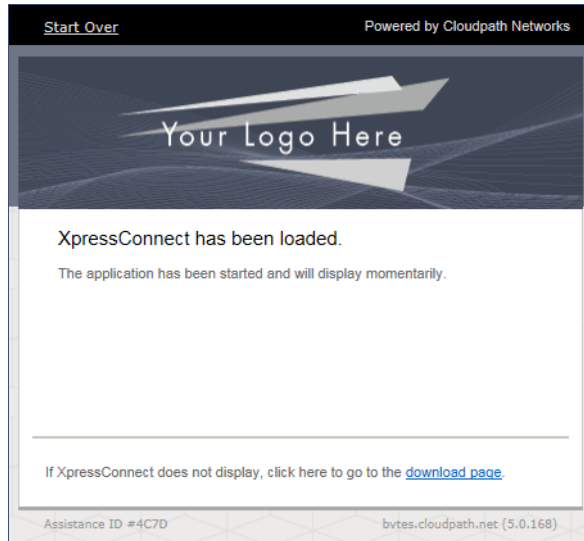 Start Over
Powered by Cloudpath Networks
Your Logo Here
XpressConnect has been loaded.
The application has been started and will display momentarily.
If XpressConnect does not display, click here to go to the download page.
Assistance ID #4C7D
bvtes.cloudpath.net (5.0.168)